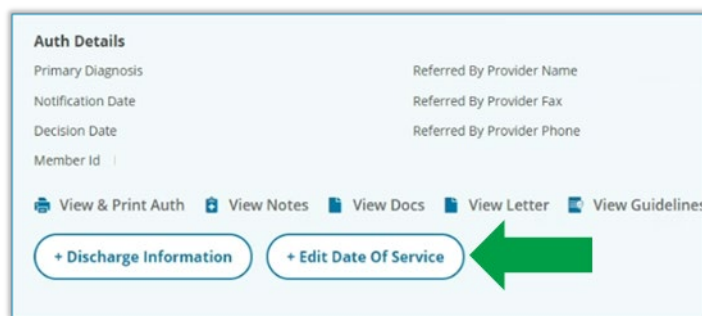 Auth Details
Primary Diagnosis Referred By Provider Name
Notification Date Referred By Provider Fax
Decision Date Referred By Provider Phone
Member Id
View & Print Auth View Notes View Docs View Letter View Guidelines
+ Discharge Information + Edit Date Of Service